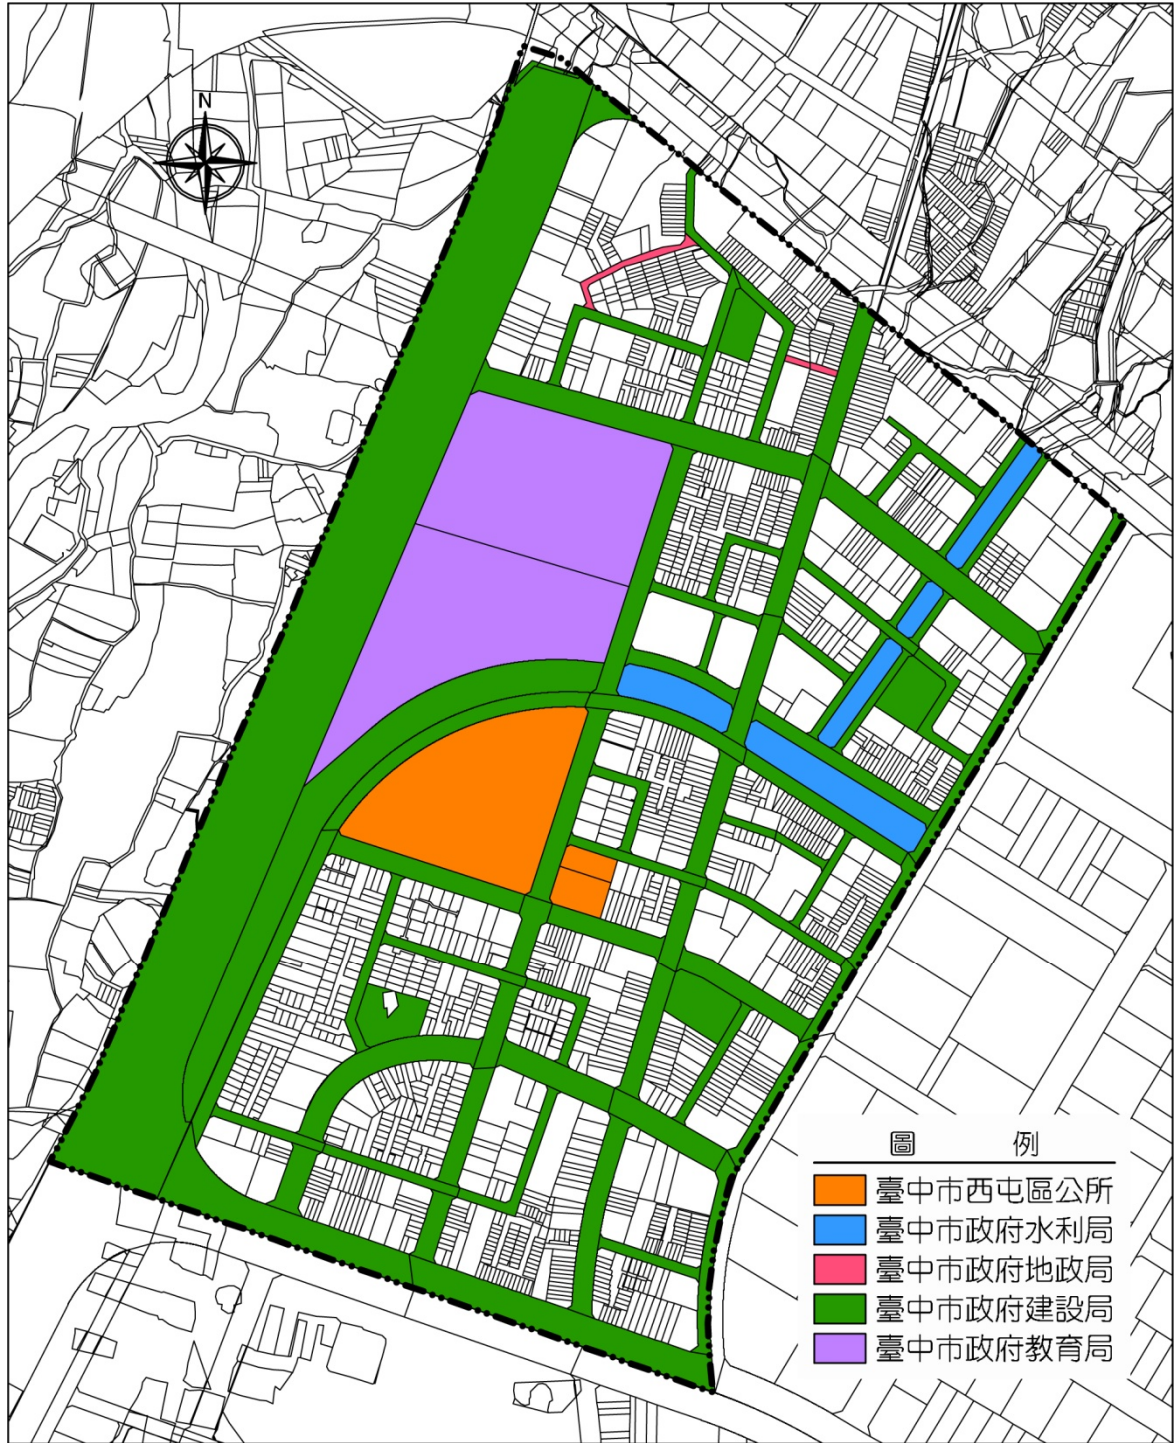 N
圖 例
臺中市西屯區公所
臺中市政府水利局
臺中市政府地政局
臺中市政府建設局
臺中市政府教育局